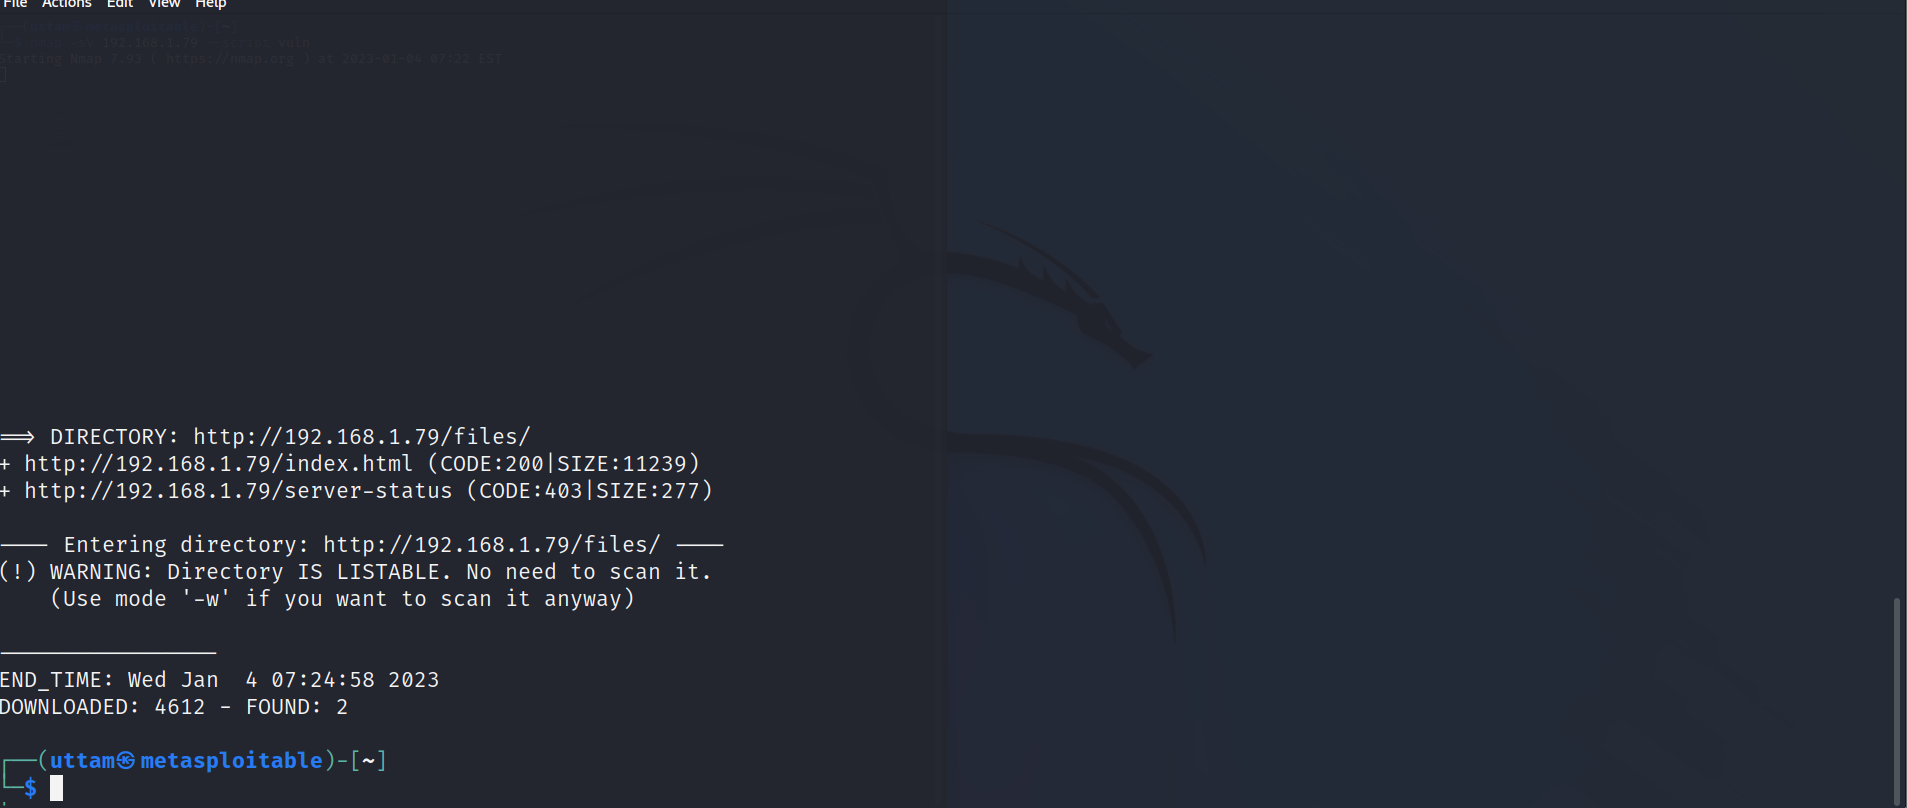 File Actions Edit View Help
192.168.1.79 vuln
Starting Nmap 7.93 ( https://nmap.org ) at 2023-01-04 07:22 EST
⟹ DIRECTORY: http://192.168.1.79/files/
+ http://192.168.1.79/index.html (CODE:200|SIZE:11239)
+ http://192.168.1.79/server-status (CODE:403|SIZE:277)
---- Entering directory: http://192.168.1.79/files/ ----
(!) WARNING: Directory IS LISTABLE. No need to scan it.
(Use mode '-w' if you want to scan it anyway)
-----------------
END_TIME: Wed Jan  4 07:24:58 2023
DOWNLOADED: 4612 - FOUND: 2
┌──(uttam㉿metasploitable)-[~]
└─$